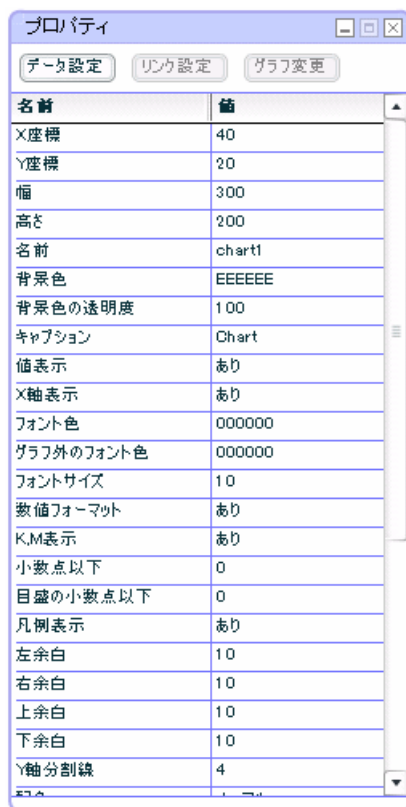 プロパティ
データ設定 リンク設定 グラフ変更
名前 値
X座標 40
Y座標 20
幅 300
高さ 200
名前 chart1
背景色 EEEEEE
背景色の透明度 100
キャプション Chart
値表示 あり
X軸表示 あり
フォント色 000000
グラフ外のフォント色 000000
フォントサイズ 10
数値フォーマット あり
K,M表示 あり
小数点以下 0
目盛の小数点以下 0
凡例表示 あり
左余白 10
右余白 10
上余白 10
下余白 10
Y軸分割線 4